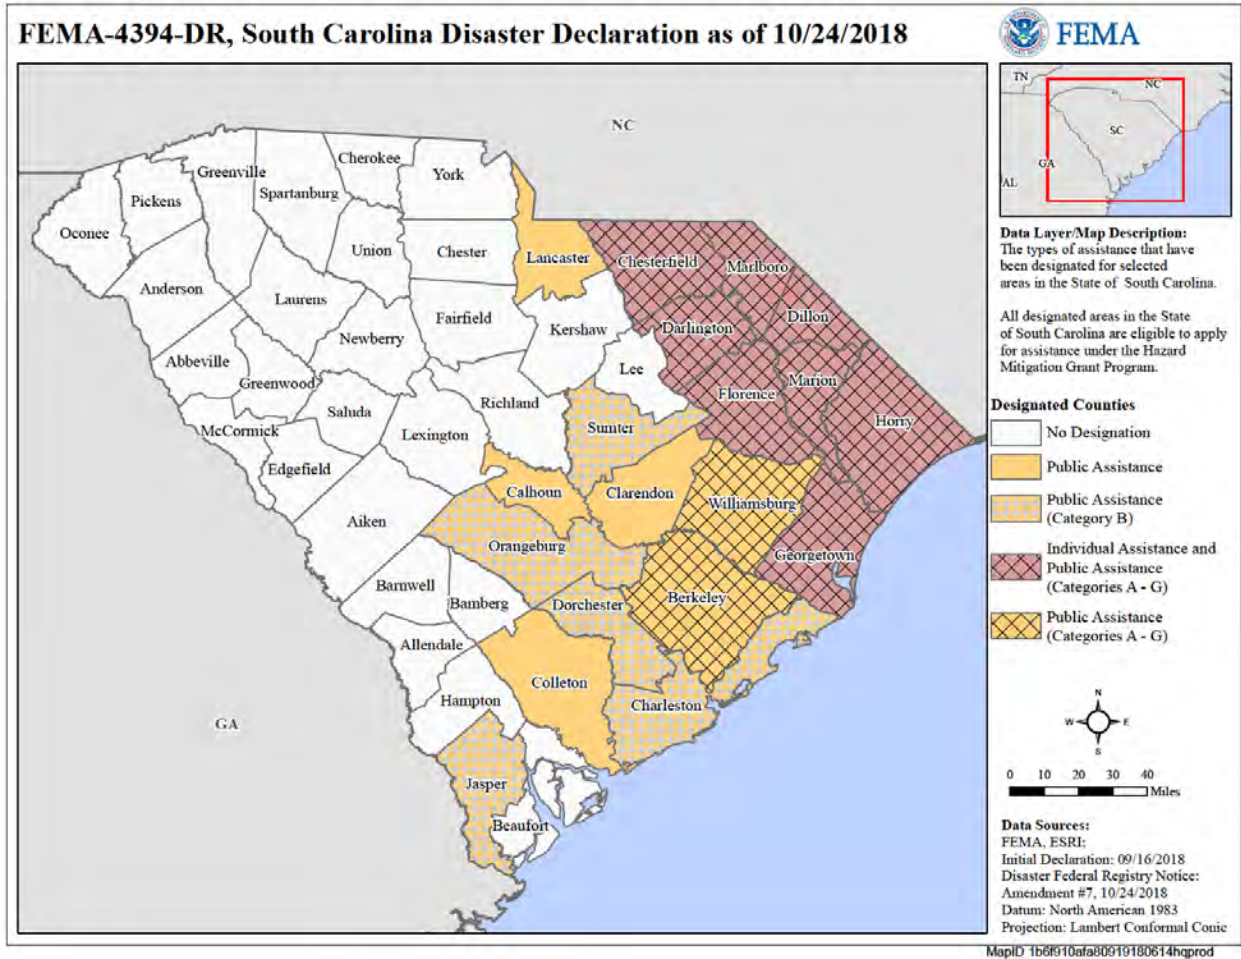 FEMA-4394-DR, South Carolina Disaster Declaration as of 10/24/2018
FEMA
TN
NC
SC
GA
AL
NC
Cherokee
York
Greenville
Spartanburg
Pickens
Oconee
Union
Chester
Lancaster
Chesterfield
Marlboro
Anderson
Laurens
Fairfield
Kershaw
Darlington
Dillon
Newberry
Abbeville
Greenwood
Lee
Marion
Florence
Saluda
Richland
Horry
McCormick
Lexington
Sumter
Edgefield
Calhoun
Clarendon
Williamsburg
Aiken
Orangeburg
Georgetown
Barnwell
Bamberg
Dorchester
Berkeley
Allendale
Colleton
Hampton
Charleston
GA
Jasper
Beaufort
Data Layer/Map Description:
The types of assistance that have
been designated for selected
areas in the State of South Carolina.
All designated areas in the State
of South Carolina are eligible to apply
for assistance under the Hazard
Mitigation Grant Program.
Designated Counties
No Designation
Public Assistance
Public Assistance
(Category B)
Individual Assistance and
Public Assistance
(Categories A - G)
Public Assistance
(Categories A - G)
N
W E
S
0 10 20 30 40
Miles
Data Sources:
FEMA, ESRI;
Initial Declaration: 09/16/2018
Disaster Federal Registry Notice:
Amendment #7, 10/24/2018
Datum: North American 1983
Projection: Lambert Conformal Conic
MapID 1b6f910afa80919180614hqprod